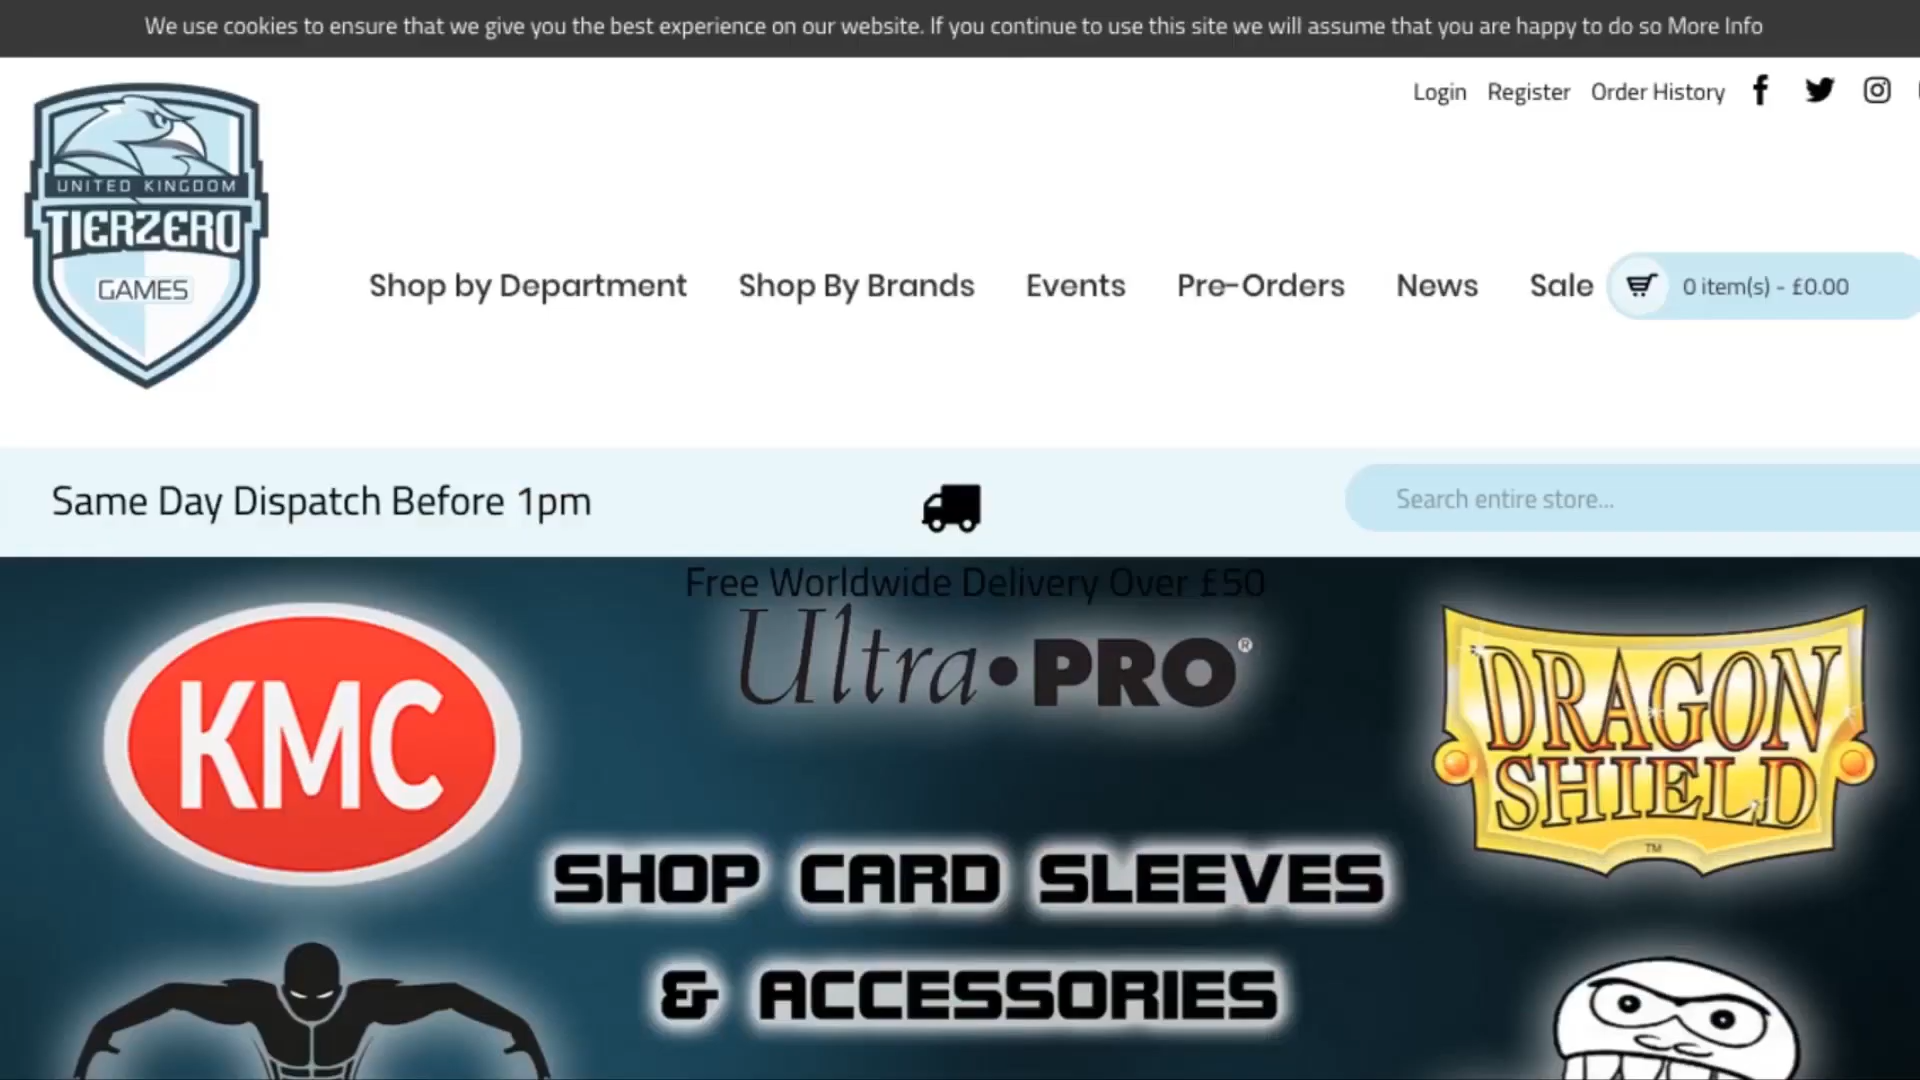 We use cookies to ensure that we give you the best experience on our website. If you continue to use this site we will assume that you are happy to do so More Info
Login Register Order History
UNITED KINGDOM
TIERZERO
GAMES
Shop by Department Shop By Brands Events Pre-Orders News Sale 0 item(s) - £0.00
Same Day Dispatch Before 1pm
Search entire store...
Free Worldwide Delivery Over £50
KMC
Ultra•PRO®
DRAGON
SHIELD
TM
SHOP CARD SLEEVES
& ACCESSORIES